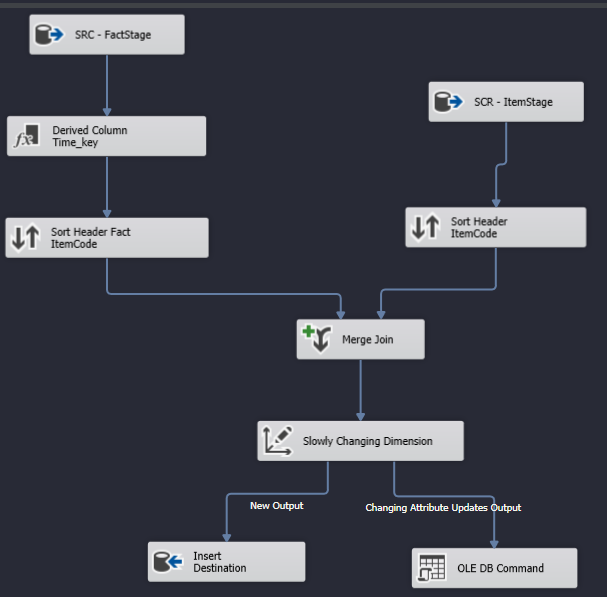 SRC - FactStage
SCR - ItemStage
Derived Column
Time_key
Sort Header Fact
ItemCode
Sort Header
ItemCode
Merge Join
Slowly Changing Dimension
New Output
Changing Attribute Updates Output
Insert
Destination
OLE DB Command